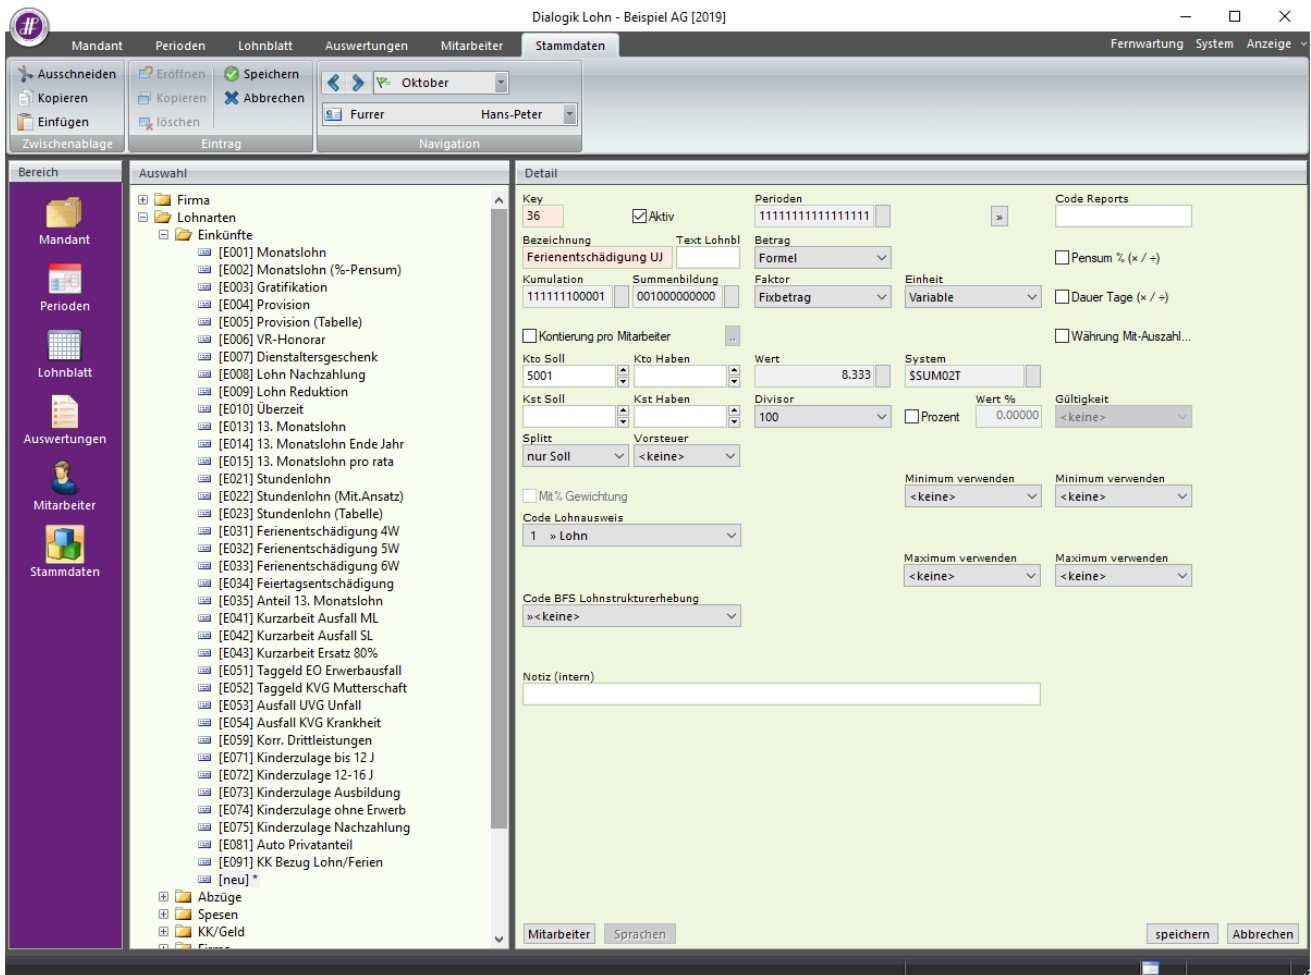 Dialogik Lohn - Beispiel AG [2019]
Mandant Perioden Lohnblatt Auswertungen Mitarbeiter Stammdaten Fernwartung System Anzeige
Ausschneiden Eröffnen Speichern
Kopieren Kopieren Abbrechen
Einfügen löschen
Oktober
Furrer Hans-Peter
Zwischenablage Eintrag Navigation
Bereich
Mandant
Perioden
Lohnblatt
Auswertungen
Mitarbeiter
Stammdaten
Auswahl
Firma
Lohnarten
Einkünfte
[E001] Monatslohn
[E002] Monatslohn (%-Pensum)
[E003] Gratifikation
[E004] Provision
[E005] Provision (Tabelle)
[E006] VR-Honorar
[E007] Dienstaltersgeschenk
[E008] Lohn Nachzahlung
[E009] Lohn Reduktion
[E010] Überzeit
[E013] 13. Monatslohn
[E014] 13. Monatslohn Ende Jahr
[E015] 13. Monatslohn pro rata
[E021] Stundenlohn
[E022] Stundenlohn (Mit.Ansatz)
[E023] Stundenlohn (Tabelle)
[E031] Ferienentschädigung 4W
[E032] Ferienentschädigung 5W
[E033] Ferienentschädigung 6W
[E034] Feiertagsentschädigung
[E035] Anteil 13. Monatslohn
[E041] Kurzarbeit Ausfall ML
[E042] Kurzarbeit Ausfall SL
[E043] Kurzarbeit Ersatz 80%
[E051] Taggeld EO Erwerbausfall
[E052] Taggeld KVG Mutterschaft
[E053] Ausfall UVG Unfall
[E054] Ausfall KVG Krankheit
[E059] Korr. Drittleistungen
[E071] Kinderzulage bis 12 J
[E072] Kinderzulage 12-16 J
[E073] Kinderzulage Ausbildung
[E074] Kinderzulage ohne Erwerb
[E075] Kinderzulage Nachzahlung
[E081] Auto Privatanteil
[E091] KK Bezug Lohn/Ferien
[neu] *
Abzüge
Spesen
KK/Geld
Firma
Detail
Key Perioden Code Reports
36 Aktiv 11111111111111111 »
Bezeichnung Text Lohnbl Betrag
Ferienentschädigung UJ Formel Pensum % (× / ÷)
Kumulation Summenbildung Faktor Einheit
111111100001 001000000000 Fixbetrag Variable Dauer Tage (× / ÷)
Kontierung pro Mitarbeiter .. Währung Mit-Auszahl...
Kto Soll Kto Haben Wert System
5001 8.333 $SUM02T
Kst Soll Kst Haben Divisor Wert % Gültigkeit
100 Prozent 0.00000 <keine>
Splitt Vorsteuer
nur Soll <keine>
Minimum verwenden Minimum verwenden
Mit% Gewichtung <keine> <keine>
Code Lohnausweis
1 » Lohn
Maximum verwenden Maximum verwenden
<keine> <keine>
Code BFS Lohnstrukturerhebung
»<keine>
Notiz (intern)
Mitarbeiter Sprachen speichern Abbrechen